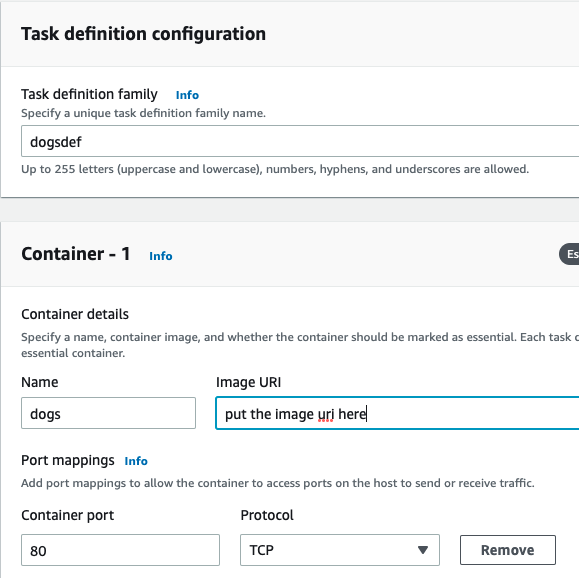 Task definition configuration
Task definition family Info
Specify a unique task definition family name.
dogsdef
Up to 255 letters (uppercase and lowercase), numbers, hyphens, and underscores are allowed.
Container - 1 Info
Es
Container details
Specify a name, container image, and whether the container should be marked as essential. Each task
essential container.
Name Image URI
dogs put the image uri here
Port mappings Info
Add port mappings to allow the container to access ports on the host to send or receive traffic.
Container port Protocol
80 TCP Remove